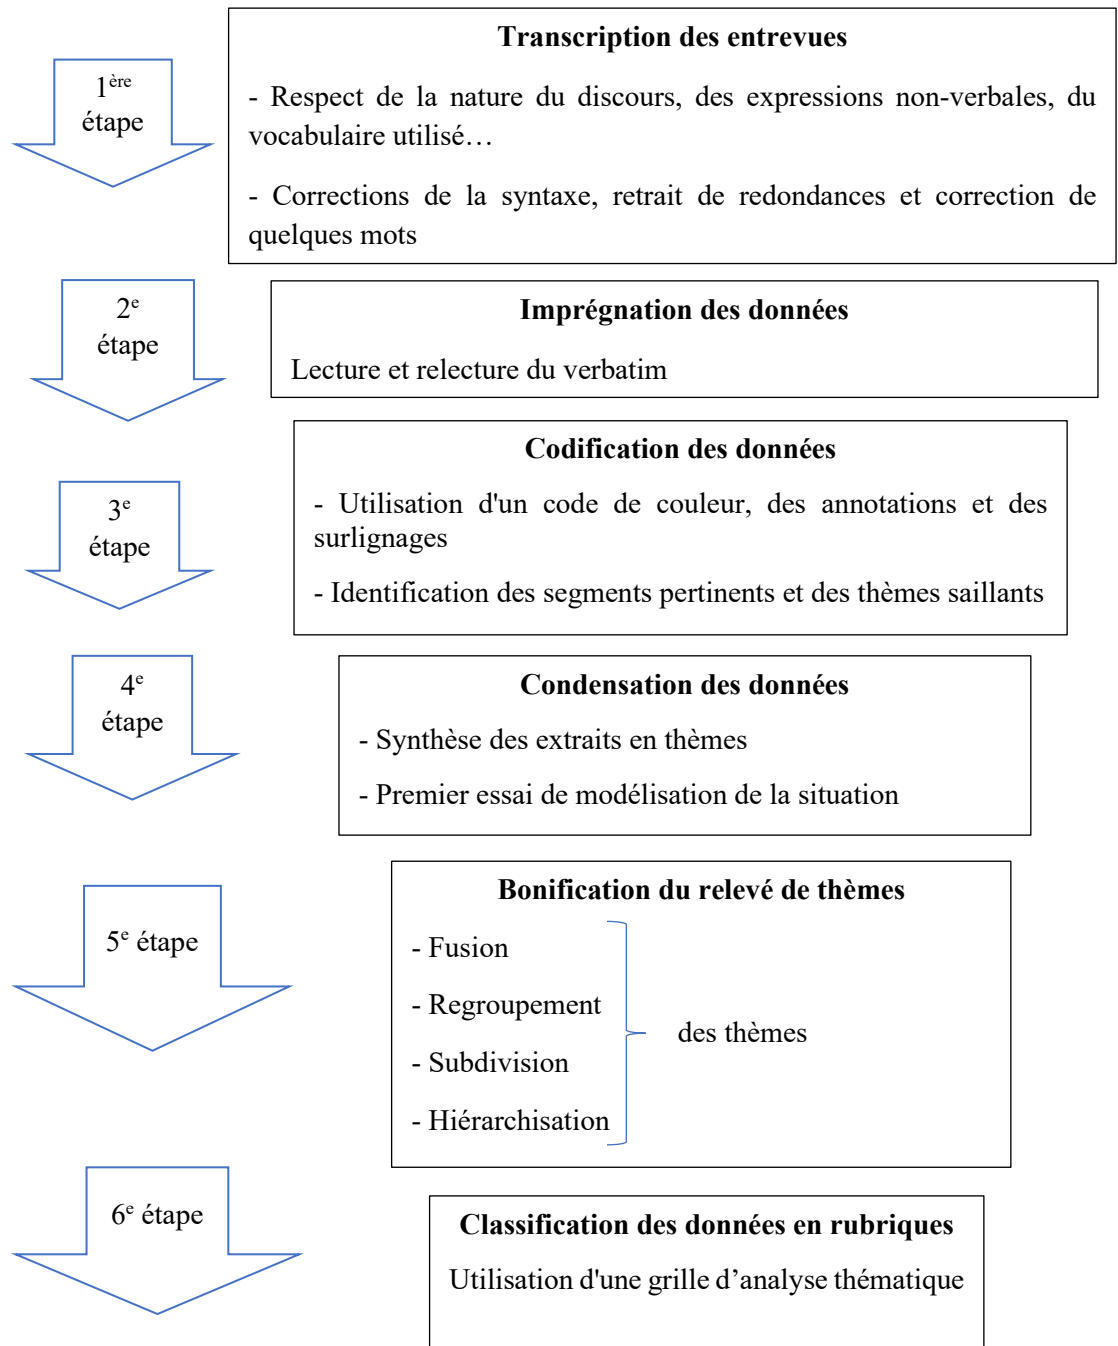 1ère
étape
Transcription des entrevues
- Respect de la nature du discours, des expressions non-verbales, du
vocabulaire utilisé…
- Corrections de la syntaxe, retrait de redondances et correction de
quelques mots
2e
étape
Imprégnation des données
Lecture et relecture du verbatim
3e
étape
Codification des données
- Utilisation d'un code de couleur, des annotations et des
surlignages
- Identification des segments pertinents et des thèmes saillants
4e
étape
Condensation des données
- Synthèse des extraits en thèmes
- Premier essai de modélisation de la situation
5e étape
Bonification du relevé de thèmes
- Fusion
- Regroupement
- Subdivision
- Hiérarchisation
des thèmes
6e étape
Classification des données en rubriques
Utilisation d'une grille d’analyse thématique